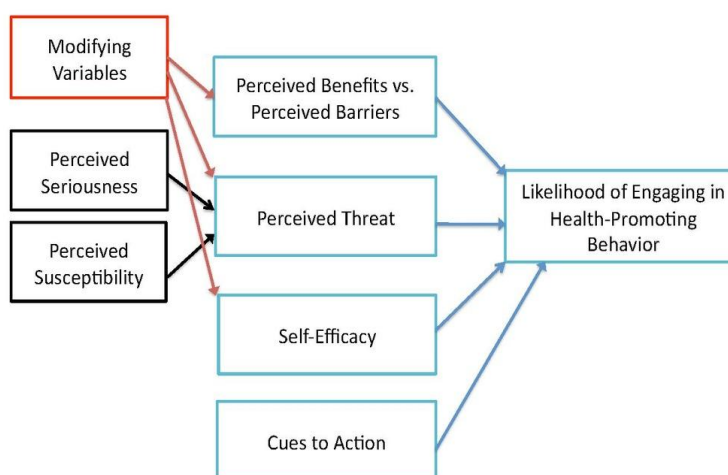 Modifying
Variables
Perceived Benefits vs.
Perceived Barriers
Perceived
Seriousness
Perceived Threat
Likelihood of Engaging in
Health-Promoting
Behavior
Perceived
Susceptibility
Self-Efficacy
Cues to Action